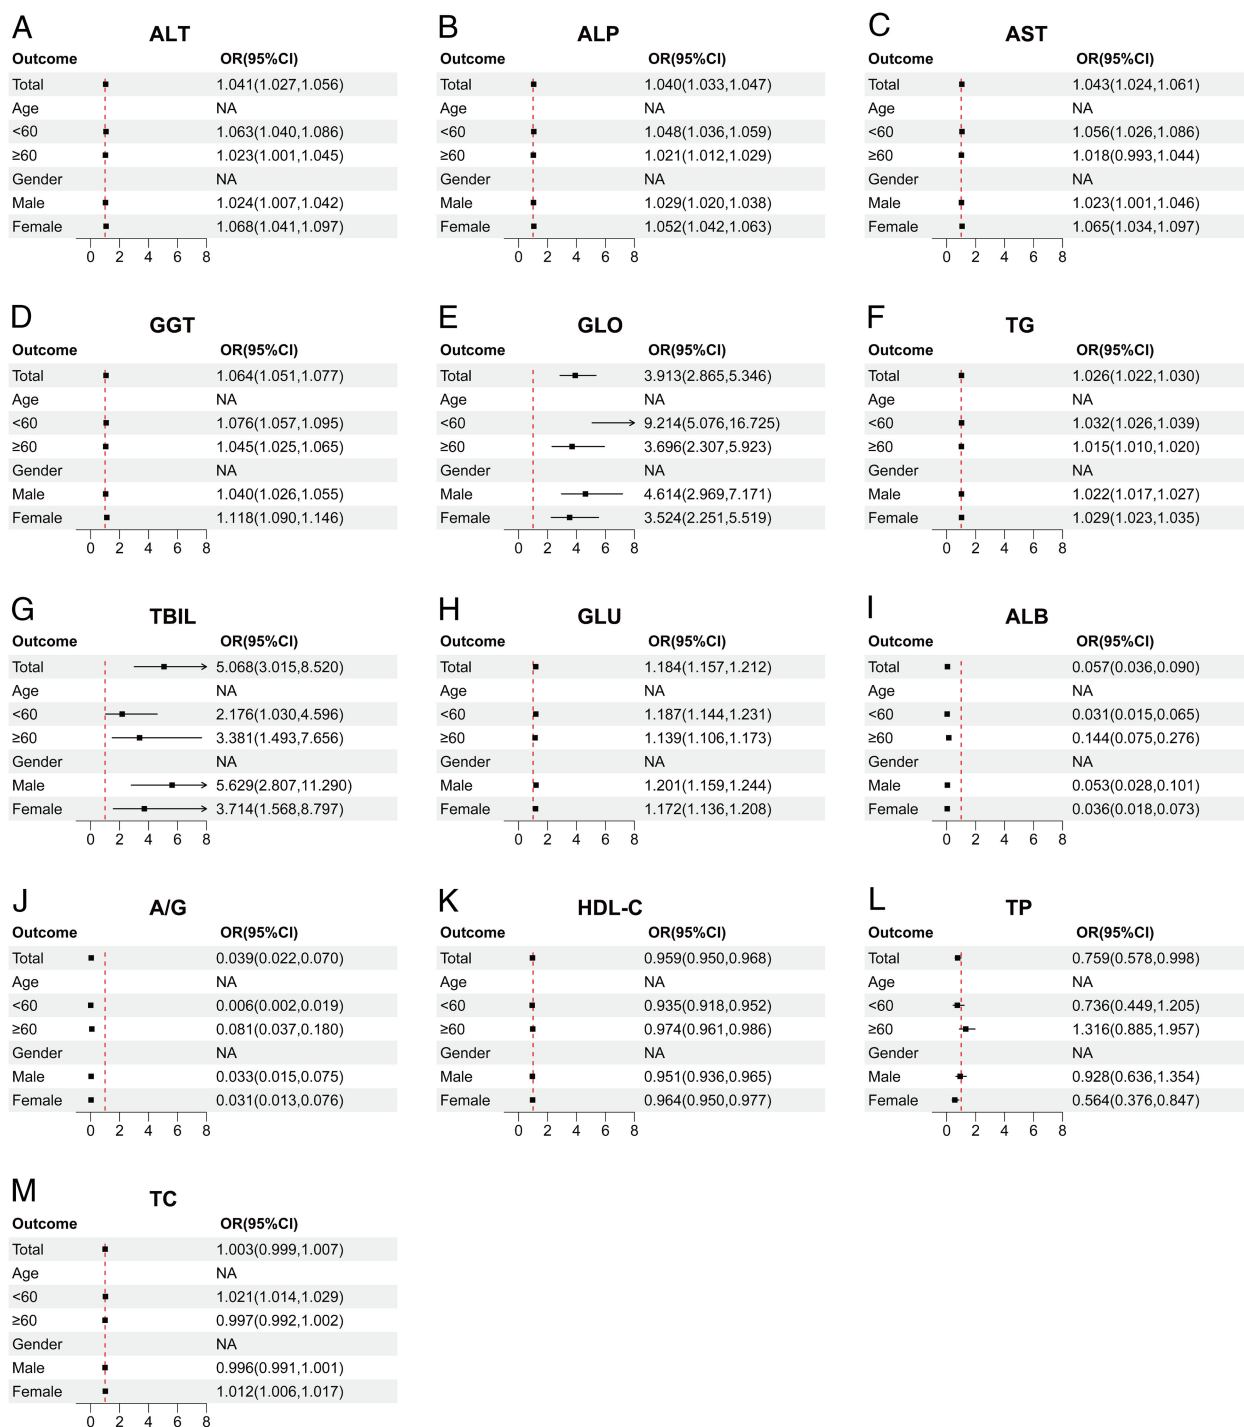 A ALT
Outcome OR(95%CI)
Total 1.041(1.027,1.056)
Age NA
<60 1.063(1.040,1.086)
≥60 1.023(1.001,1.045)
Gender NA
Male 1.024(1.007,1.042)
Female 1.068(1.041,1.097)
0 2 4 6 8
B ALP
Outcome OR(95%CI)
Total 1.040(1.033,1.047)
Age NA
<60 1.048(1.036,1.059)
≥60 1.021(1.012,1.029)
Gender NA
Male 1.029(1.020,1.038)
Female 1.052(1.042,1.063)
0 2 4 6 8
C AST
Outcome OR(95%CI)
Total 1.043(1.024,1.061)
Age NA
<60 1.056(1.026,1.086)
≥60 1.018(0.993,1.044)
Gender NA
Male 1.023(1.001,1.046)
Female 1.065(1.034,1.097)
0 2 4 6 8
D GGT
Outcome OR(95%CI)
Total 1.064(1.051,1.077)
Age NA
<60 1.076(1.057,1.095)
≥60 1.045(1.025,1.065)
Gender NA
Male 1.040(1.026,1.055)
Female 1.118(1.090,1.146)
0 2 4 6 8
E GLO
Outcome OR(95%CI)
Total 3.913(2.865,5.346)
Age NA
<60 9.214(5.076,16.725)
≥60 3.696(2.307,5.923)
Gender NA
Male 4.614(2.969,7.171)
Female 3.524(2.251,5.519)
0 2 4 6 8
F TG
Outcome OR(95%CI)
Total 1.026(1.022,1.030)
Age NA
<60 1.032(1.026,1.039)
≥60 1.015(1.010,1.020)
Gender NA
Male 1.022(1.017,1.027)
Female 1.029(1.023,1.035)
0 2 4 6 8
G TBIL
Outcome OR(95%CI)
Total 5.068(3.015,8.520)
Age NA
<60 2.176(1.030,4.596)
≥60 3.381(1.493,7.656)
Gender NA
Male 5.629(2.807,11.290)
Female 3.714(1.568,8.797)
0 2 4 6 8
H GLU
Outcome OR(95%CI)
Total 1.184(1.157,1.212)
Age NA
<60 1.187(1.144,1.231)
≥60 1.139(1.106,1.173)
Gender NA
Male 1.201(1.159,1.244)
Female 1.172(1.136,1.208)
0 2 4 6 8
I ALB
Outcome OR(95%CI)
Total 0.057(0.036,0.090)
Age NA
<60 0.031(0.015,0.065)
≥60 0.144(0.075,0.276)
Gender NA
Male 0.053(0.028,0.101)
Female 0.036(0.018,0.073)
0 2 4 6 8
J A/G
Outcome OR(95%CI)
Total 0.039(0.022,0.070)
Age NA
<60 0.006(0.002,0.019)
≥60 0.081(0.037,0.180)
Gender NA
Male 0.033(0.015,0.075)
Female 0.031(0.013,0.076)
0 2 4 6 8
K HDL-C
Outcome OR(95%CI)
Total 0.959(0.950,0.968)
Age NA
<60 0.935(0.918,0.952)
≥60 0.974(0.961,0.986)
Gender NA
Male 0.951(0.936,0.965)
Female 0.964(0.950,0.977)
0 2 4 6 8
L TP
Outcome OR(95%CI)
Total 0.759(0.578,0.998)
Age NA
<60 0.736(0.449,1.205)
≥60 1.316(0.885,1.957)
Gender NA
Male 0.928(0.636,1.354)
Female 0.564(0.376,0.847)
0 2 4 6 8
M TC
Outcome OR(95%CI)
Total 1.003(0.999,1.007)
Age NA
<60 1.021(1.014,1.029)
≥60 0.997(0.992,1.002)
Gender NA
Male 0.996(0.991,1.001)
Female 1.012(1.006,1.017)
0 2 4 6 8